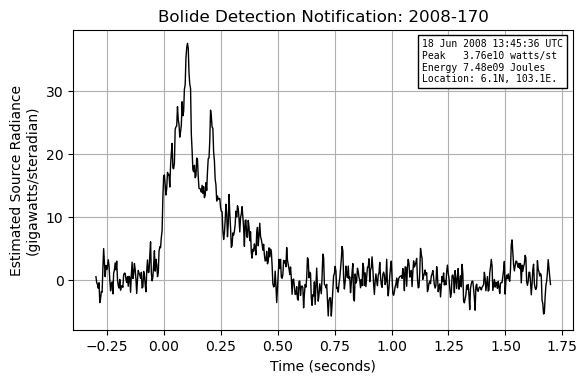 Bolide Detection Notification: 2008-170
18 Jun 2008 13:45:36 UTC
Peak   3.76e10 watts/st
Energy 7.48e09 Joules
Location: 6.1N, 103.1E.
Estimated Source Radiance
(gigawatts/steradian)
30
20
10
0
−0.25 0.00 0.25 0.50 0.75 1.00 1.25 1.50 1.75
Time (seconds)